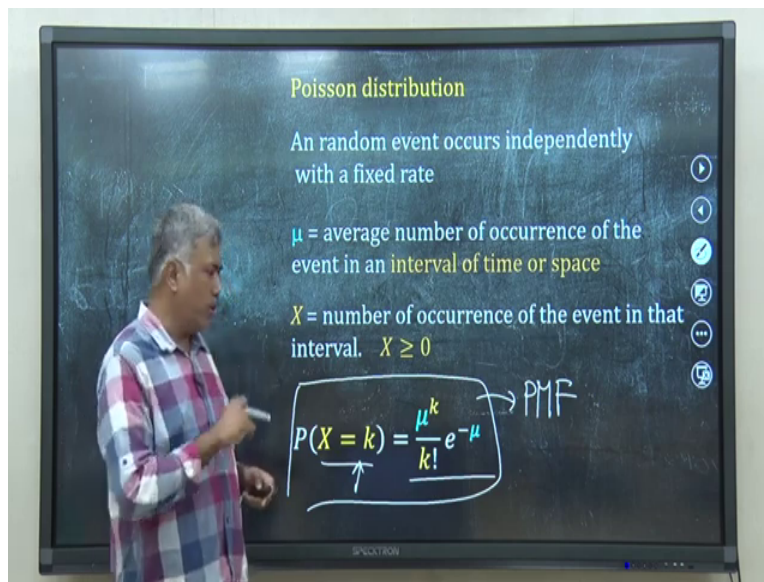 Poisson distribution
An random event occurs independently
with a fixed rate
μ = average number of occurrence of the
event in an interval of time or space
X = number of occurrence of the event in that
interval. X ≥ 0
P(X = k) = μ^k / k! e^{-μ} → PMF
SPECKTRON